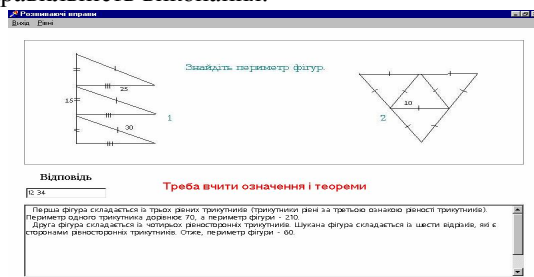 равильність виконання.
Розвиваючі вправи
Вихід Рівні
Знайдіть периметр фігур.
25
15
30
1
10
2
Відповідь
12 34
Треба вчити означення і теореми
Перша фігура складається із трьох рівних трикутників (трикутники рівні за третьою ознакою рівності трикутників).
Периметр одного трикутника дорівнює 70, а периметр фігури - 210.
Друга фігура складається із чотирьох рівносторонніх трикутників. Шукана фігура складається із шести відрізків, які є
сторонами рівносторонніх трикутників. Отже, периметр фігури - 60.